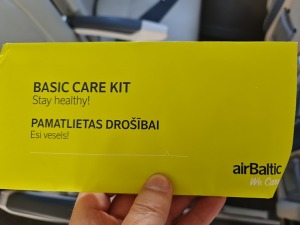 BASIC CARE KIT
Stay healthy!
PAMATLIETAS DROŠĪBAI
Esi vesels!
airBaltic
We Care